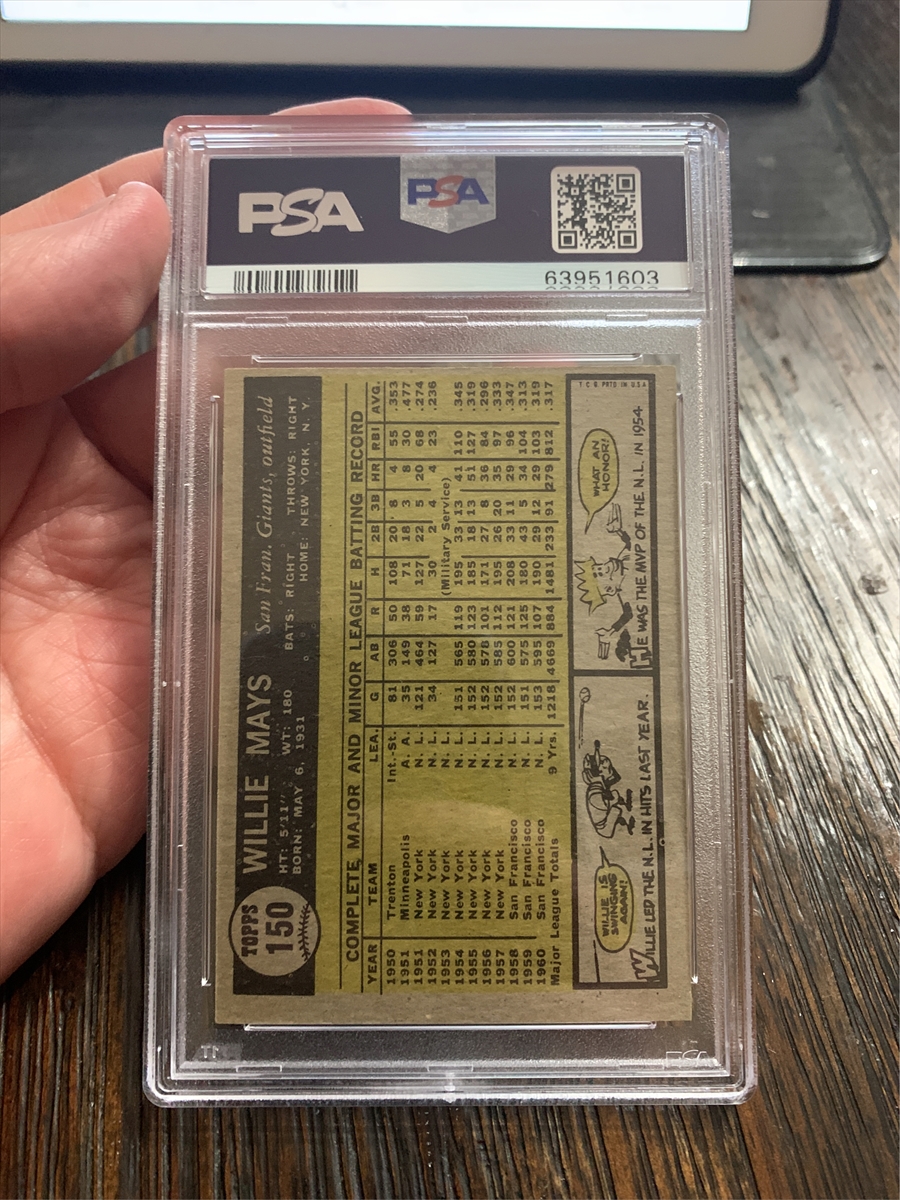 PSA
PSA
63951603
TOPPS
150
WILLIE MAYS San Fran. Giants, outfield
HT: 5'11" WT: 180 BATS: RIGHT THROWS: RIGHT
BORN: MAY 6, 1931 HOME: NEW YORK, N. Y.
COMPLETE MAJOR AND MINOR LEAGUE BATTING RECORD
YEAR TEAM LEA. G AB R H 2B 3B HR RBI AVG.
1950 Trenton Int.-St. 81 306 50 108 20 8 4 55 .353
1951 Minneapolis A. A. 35 149 38 71 18 3 8 30 .477
1951 New York N. L. 121 464 59 127 22 5 20 68 .274
1952 New York N. L. 34 127 17 30 2 4 4 23 .236
1953 New York N. L. (Military Service)
1954 New York N. L. 151 565 119 195 33 13 41 110 .345
1955 New York N. L. 152 580 123 185 18 13 51 127 .319
1956 New York N. L. 152 578 101 171 27 8 36 84 .296
1957 New York N. L. 152 585 112 195 26 20 35 97 .333
1958 San Francisco N. L. 152 600 121 208 33 11 29 96 .347
1959 San Francisco N. L. 151 575 125 180 43 5 34 104 .313
1960 San Francisco N. L. 153 595 107 190 29 12 29 103 .319
Major League Totals 9 Yrs. 1218 4669 884 1481 233 91 279 812 .317
WILLIE IS
SWINGING
AGAIN!
WILLIE LED THE N.L. IN HITS LAST YEAR.
WHAT AN
HONOR!
HE WAS THE MVP OF THE N.L. IN 1954
T C G PRTD IN U.S.A
PSA